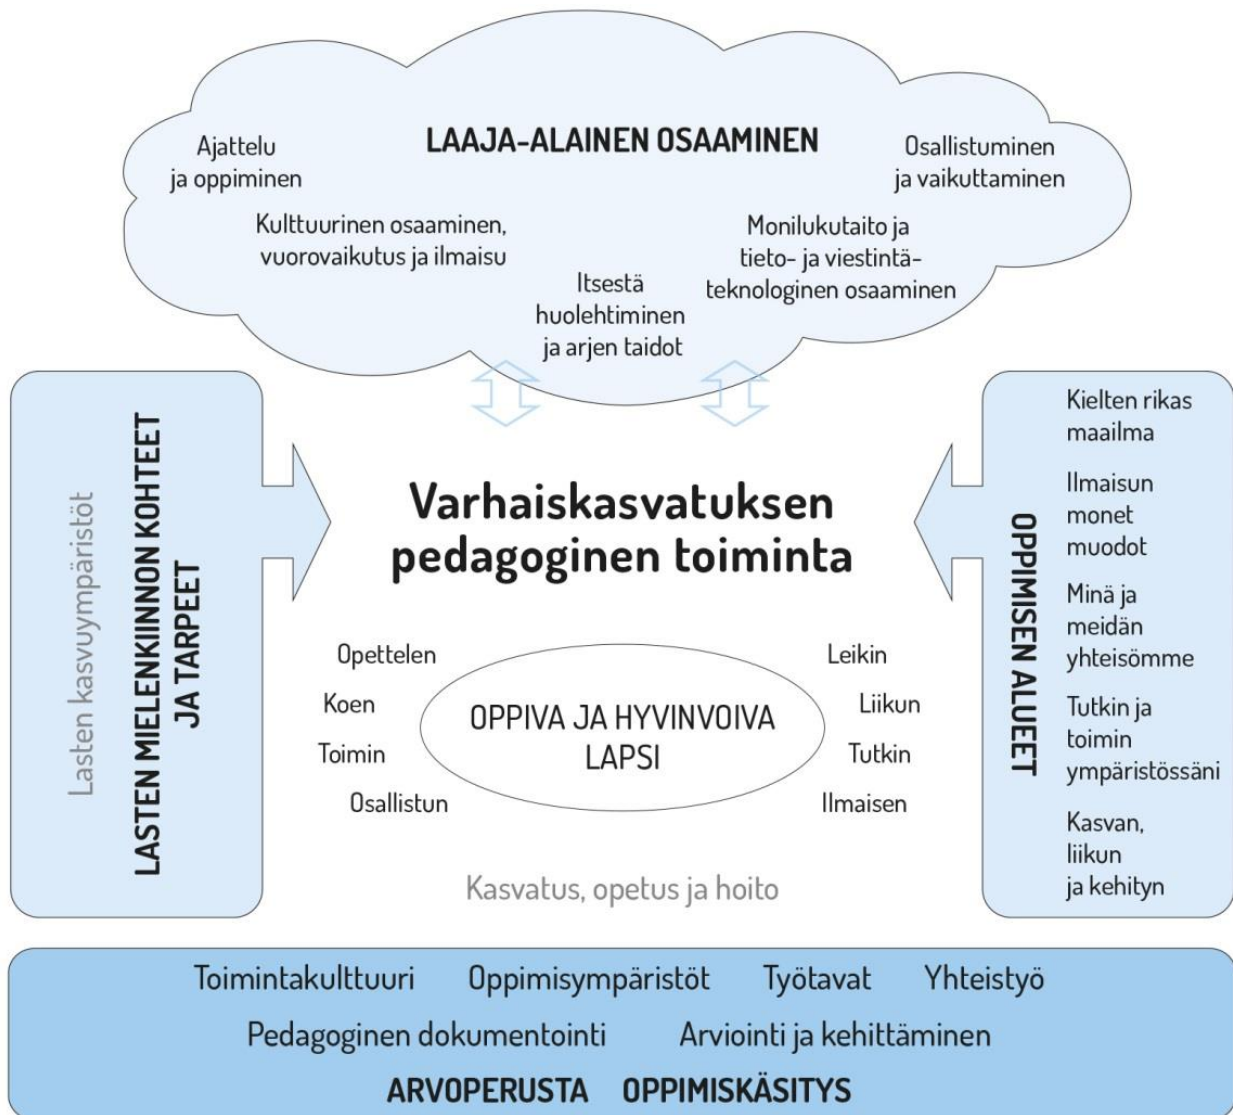 LAAJA-ALAINEN OSAAMINEN
Ajattelu
ja oppiminen
Kulttuurinen osaaminen,
vuorovaikutus ja ilmaisu
Itsestä
huolehtiminen
ja arjen taidot
Monilukutaito ja
tieto- ja viestintä-
teknologinen osaaminen
Osallistuminen
ja vaikuttaminen
Lasten kasvuympäristöt
LASTEN MIELENKIINNON KOHTEET
JA TARPEET
Varhaiskasvatuksen
pedagoginen toiminta
Opettelen
Koen
Toimin
Osallistun
OPPIVA JA HYVINVOIVA
LAPSI
Leikin
Liikun
Tutkin
Ilmaisen
Kasvatus, opetus ja hoito
OPPIMISEN ALUEET
Kielten rikas
maailma
Ilmaisun
monet
muodot
Minä ja
meidän
yhteisömme
Tutkin ja
toimin
ympäristössäni
Kasvan,
liikun
ja kehityn
Toimintakulttuuri Oppimisympäristöt Työtavat Yhteistyö
Pedagoginen dokumentointi Arviointi ja kehittäminen
ARVOPERUSTA OPPIMISKÄSITYS